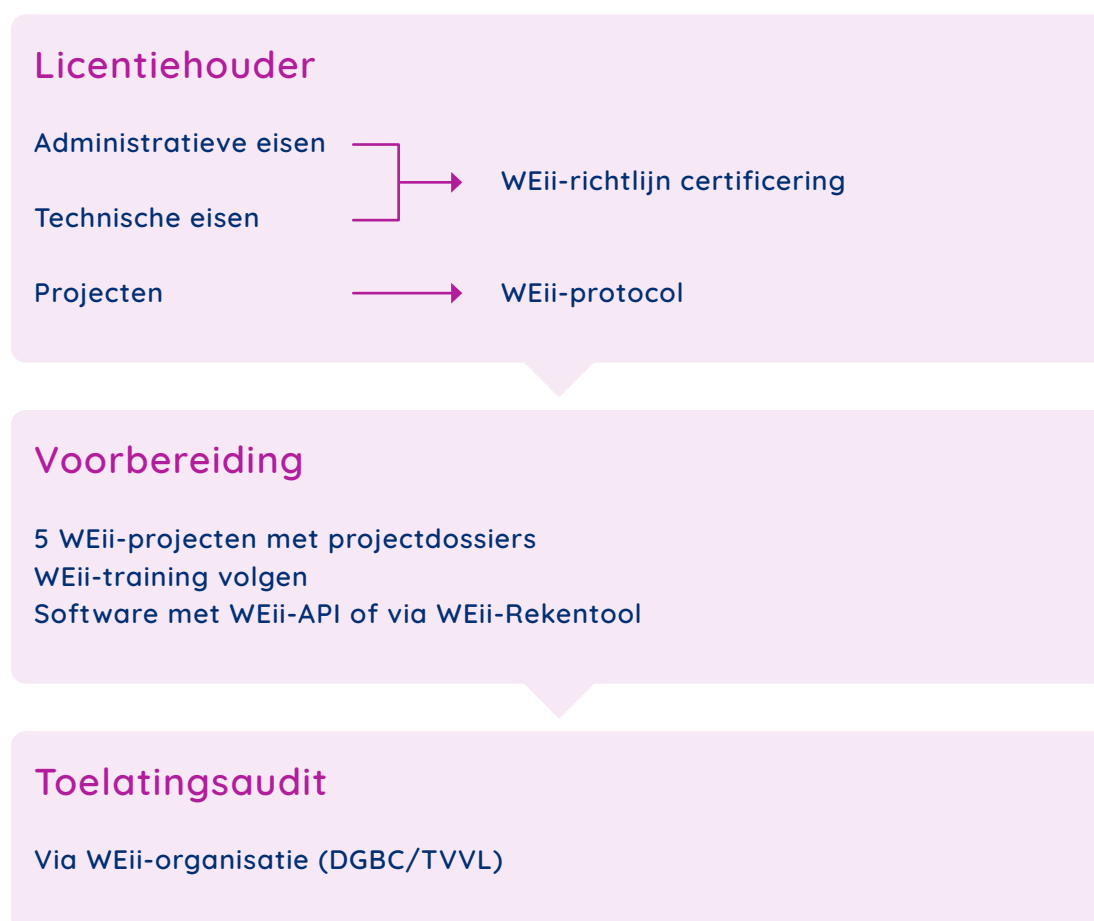 Licentiehouder
Administratieve eisen
WEii-richtlijn certificering
Technische eisen
Projecten
WEii-protocol
Voorbereiding
5 WEii-projecten met projectdossiers
WEii-training volgen
Software met WEii-API of via WEii-Rekentool
Toelatingsaudit
Via WEii-organisatie (DGBC/TVVL)